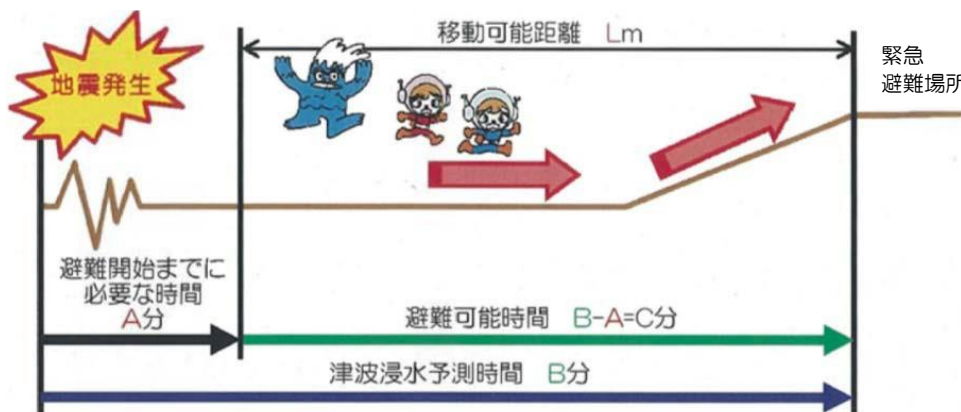 移動可能距離 Lm
緊急
避難場所
地震発生
避難開始までに
必要な時間
A分
避難可能時間 B-A=C分
津波浸水予測時間 B分